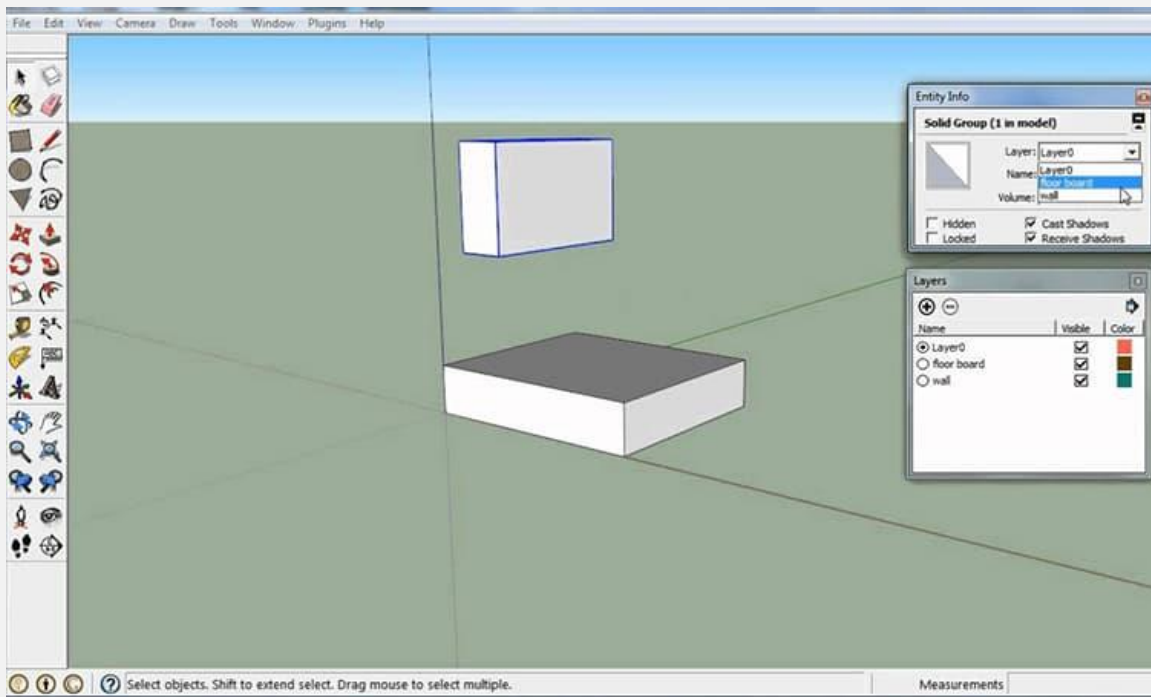 File Edit View Camera Draw Tools Window Plugins Help
Entity Info
Solid Group (1 in model)
Layer: Layer0
Name: Layer0
floor board
Volume: wall
Hidden Cast Shadows
Locked Receive Shadows
Layers
Name Visible Color
Layer0
floor board
wall
Select objects. Shift to extend select. Drag mouse to select multiple.
Measurements